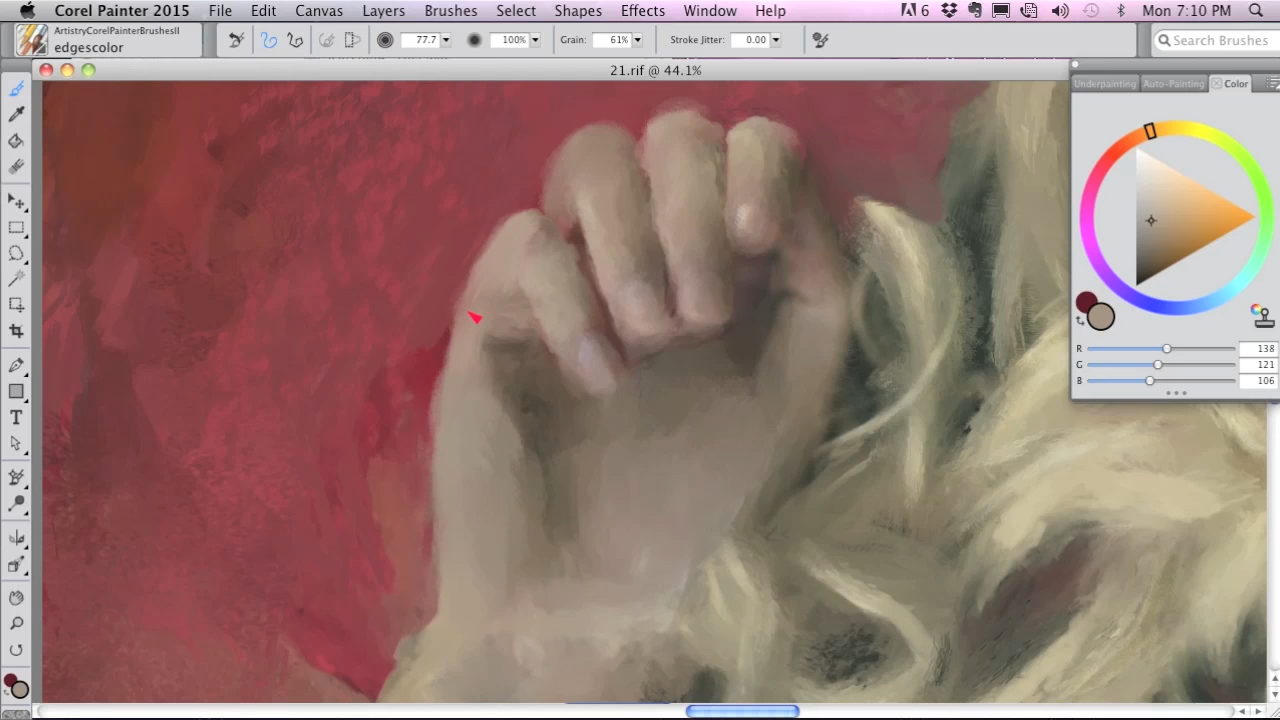 Corel Painter 2015 File Edit Canvas Layers Brushes Select Shapes Effects Window Help 6 Mon 7:10 PM
ArtistryCorelPainterBrushesII
edgescolor
77.7 100% Grain: 61% Stroke Jitter: 0.00 Search Brushes
21.rif @ 44.1%
Underpainting Auto-Painting Color
R 138
G 121
B 106
T